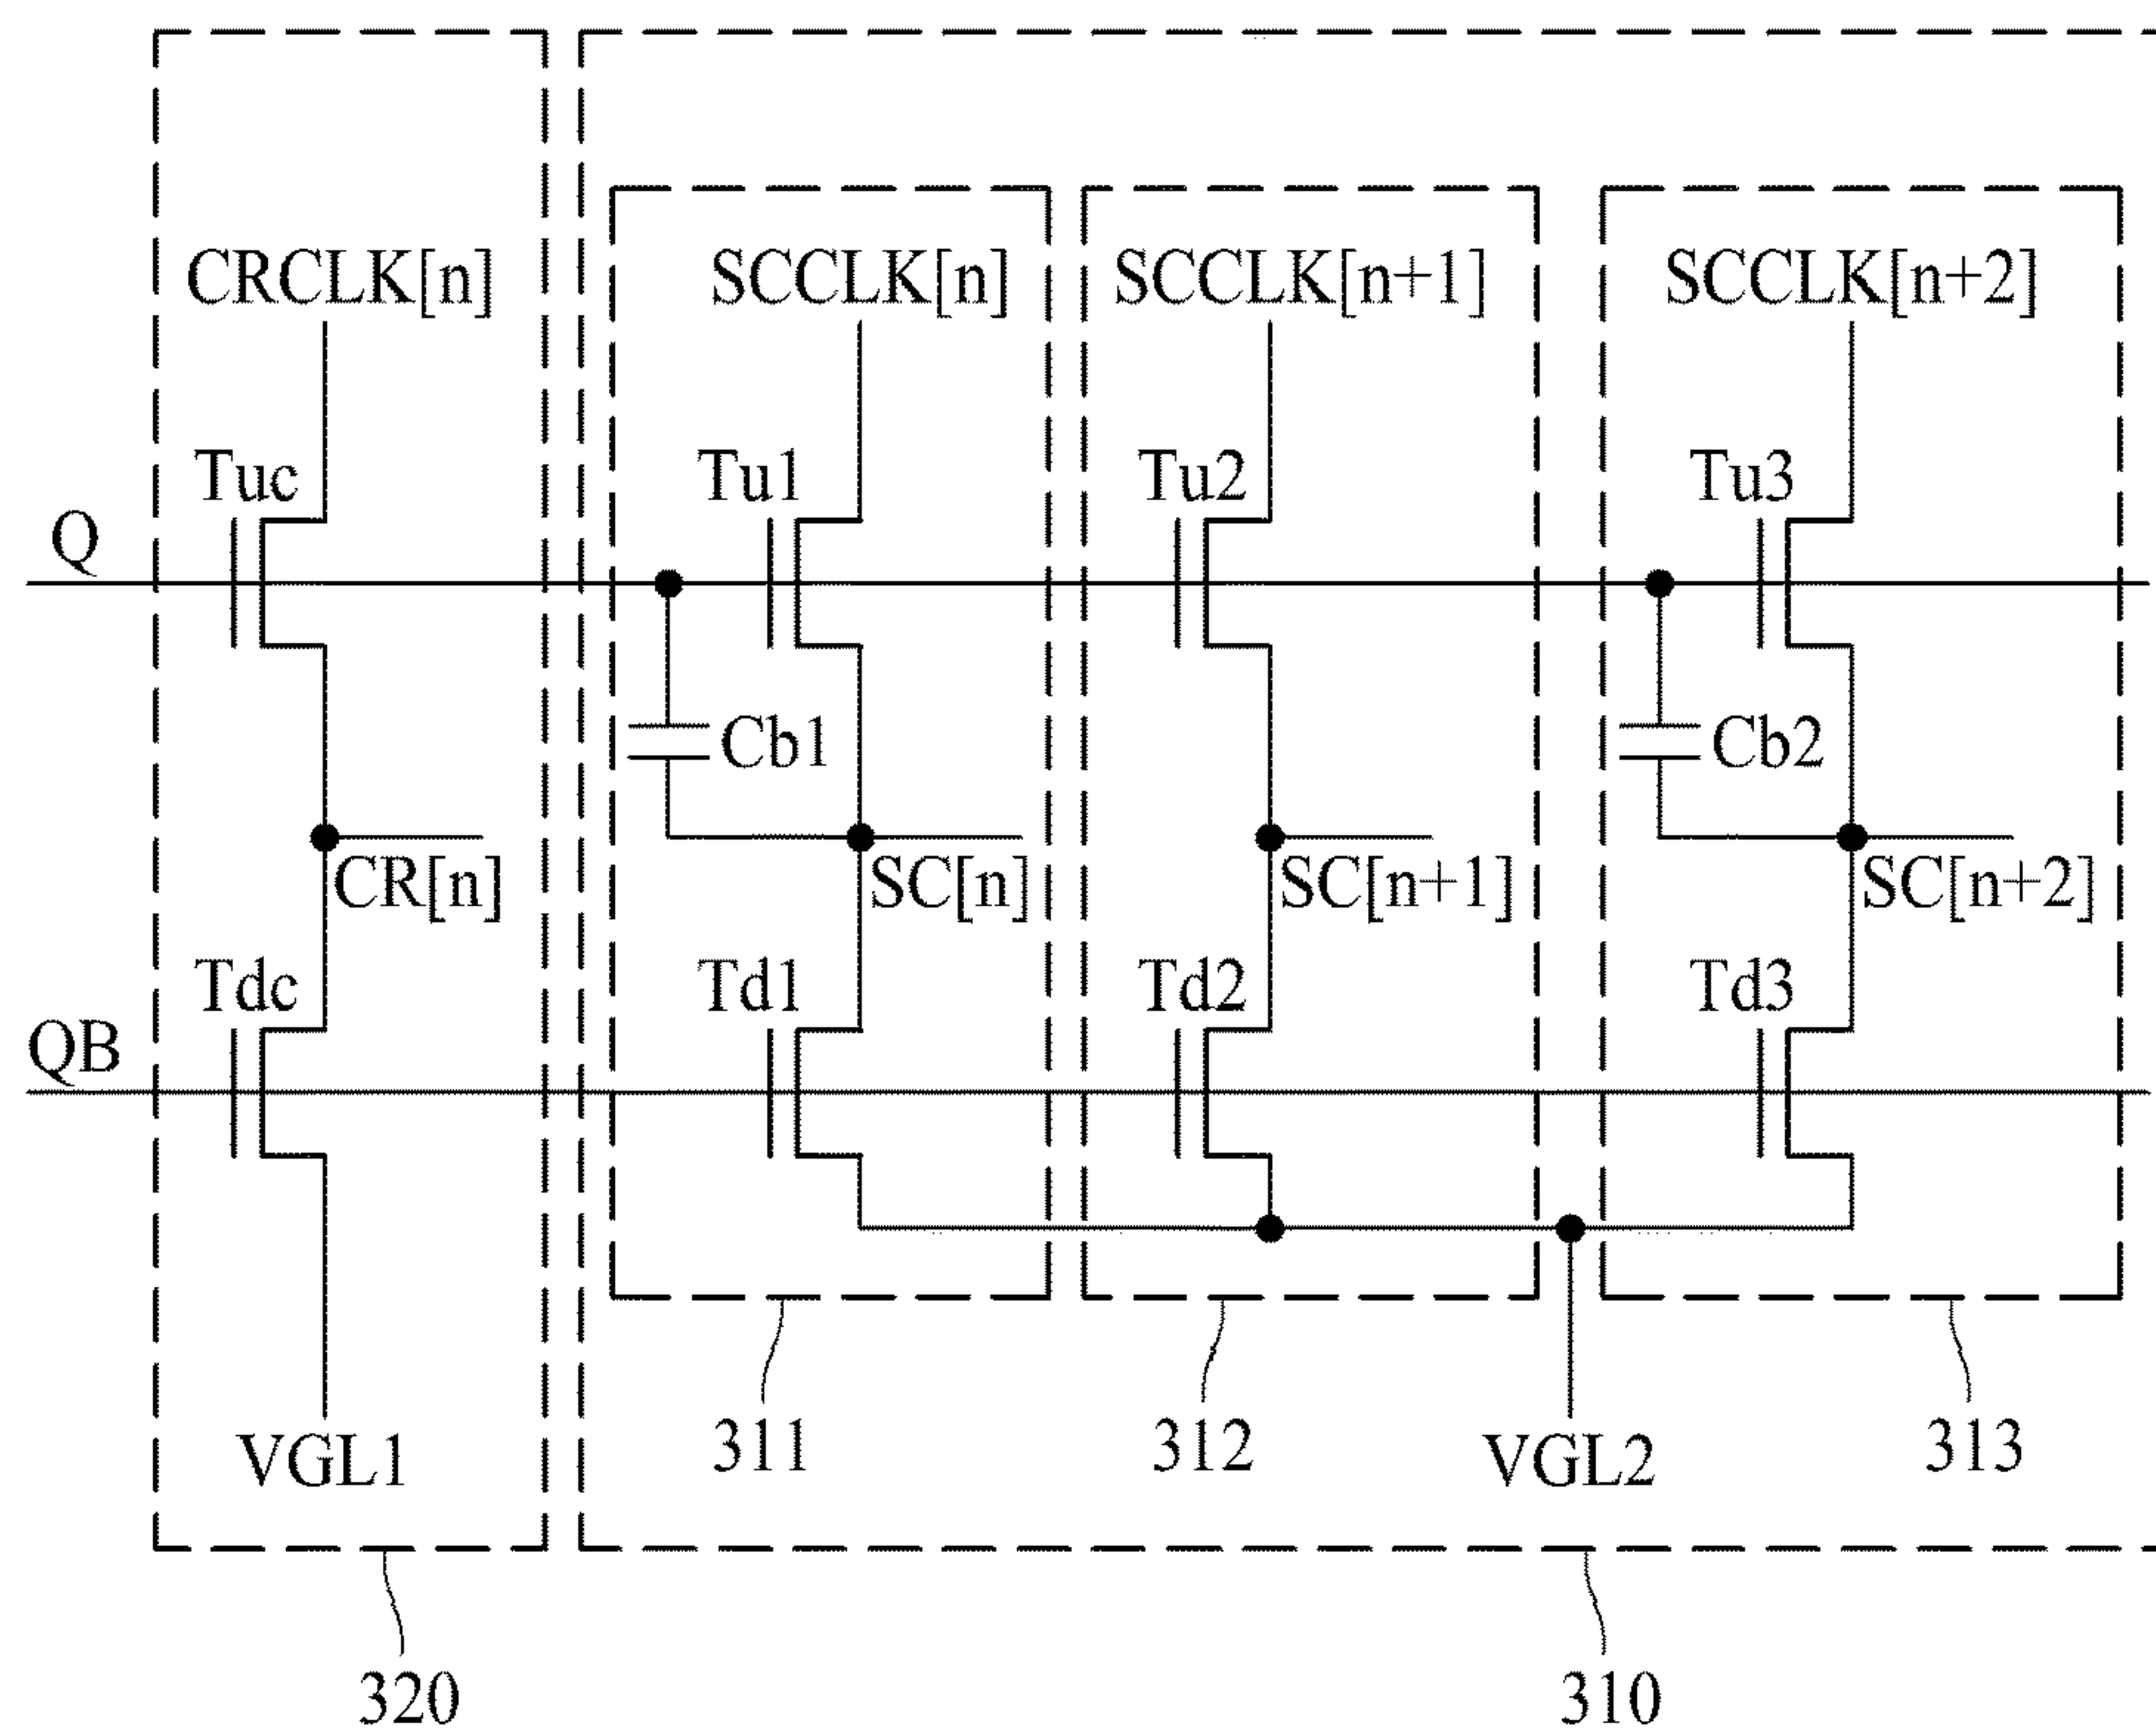 CRCLK[n] SCCLK[n] SCCLK[n+1] SCCLK[n+2]
Tuc Tu1 Tu2 Tu3
Q
Cb1 Cb2
CR[n] SC[n] SC[n+1] SC[n+2]
Tdc Td1 Td2 Td3
QB
VGL1 311 312 VGL2 313
320 310